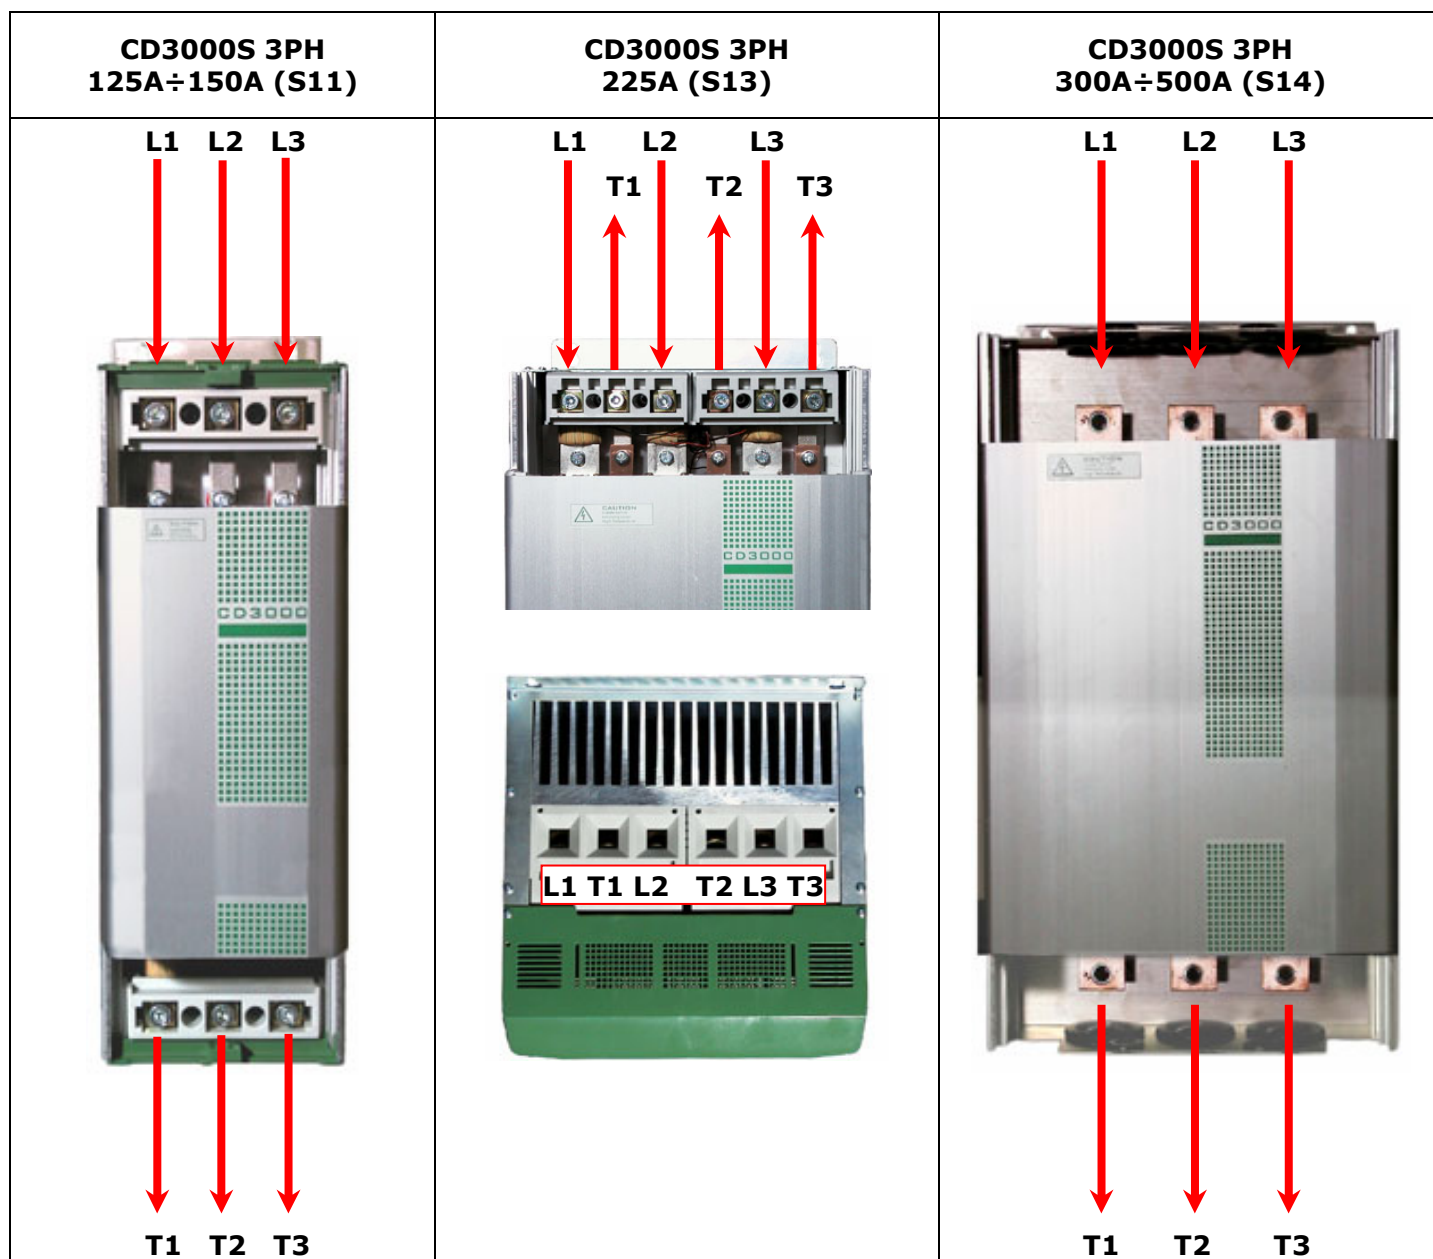 CD3000S 3PH
125A÷150A (S11)
CD3000S 3PH
225A (S13)
CD3000S 3PH
300A÷500A (S14)
L1 L2 L3
T1 T2 T3
CD3000
L1 L2 L3
T1 T2 T3
CAUTION
CD3000
L1 T1 L2 T2 L3 T3
L1 L2 L3
CD3000
T1 T2 T3